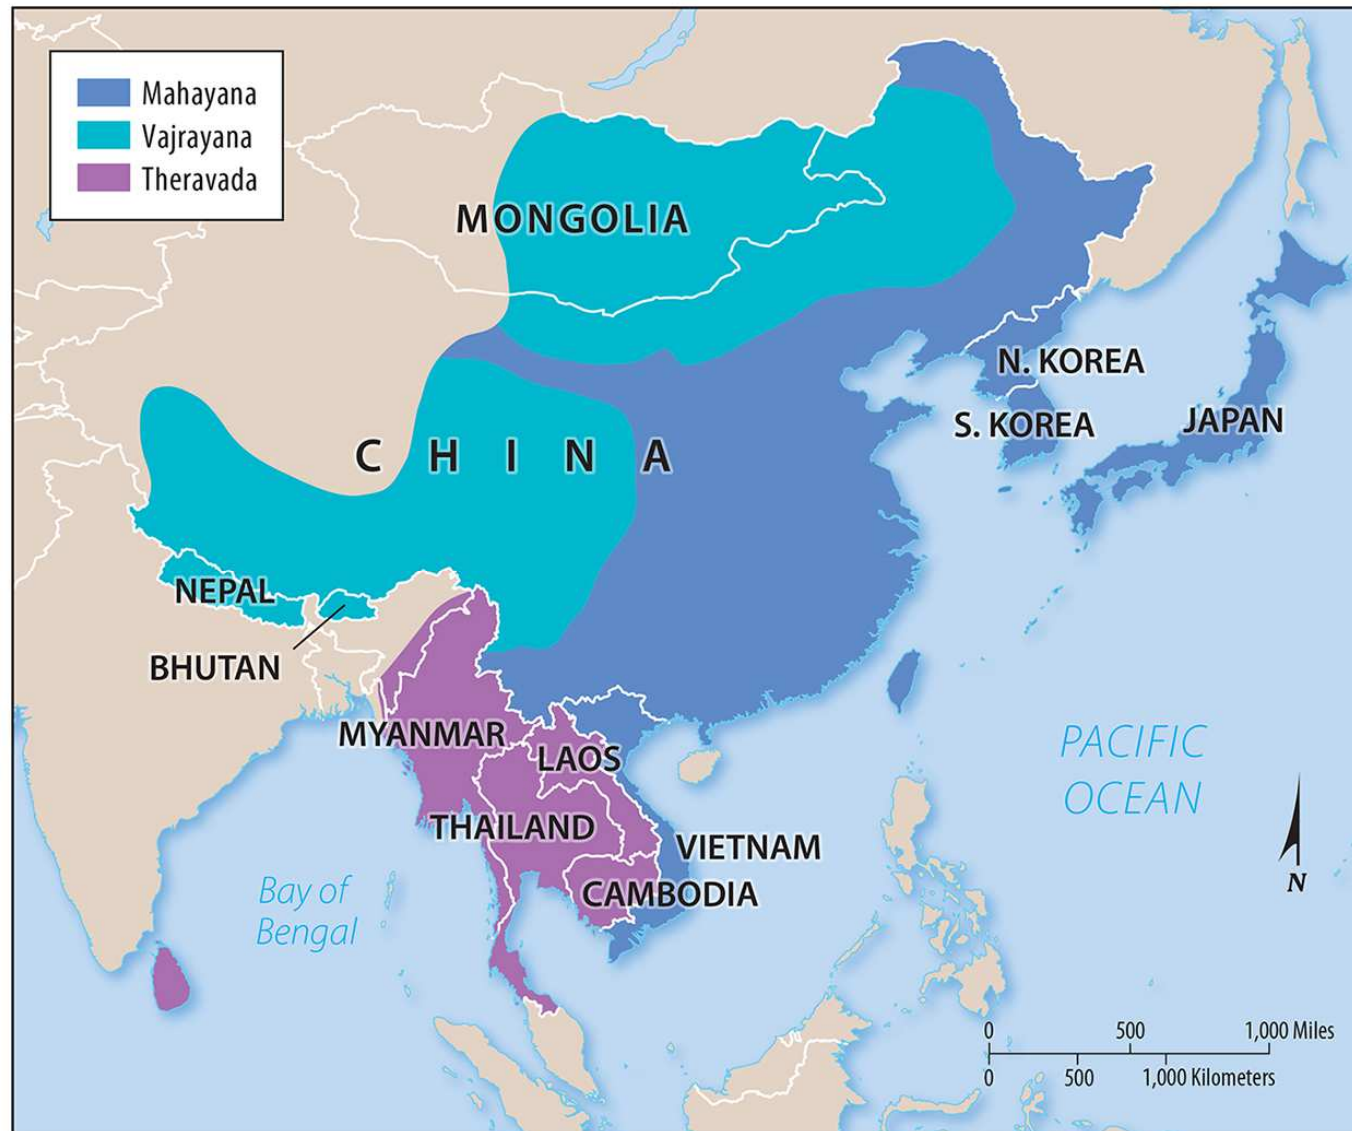 Mahayana
Vajrayana
Theravada
MONGOLIA
N. KOREA
S. KOREA
JAPAN
CHINA
NEPAL
BHUTAN
MYANMAR
LAOS
THAILAND
VIETNAM
CAMBODIA
PACIFIC
OCEAN
Bay of
Bengal
N
0 500 1,000 Miles
0 500 1,000 Kilometers